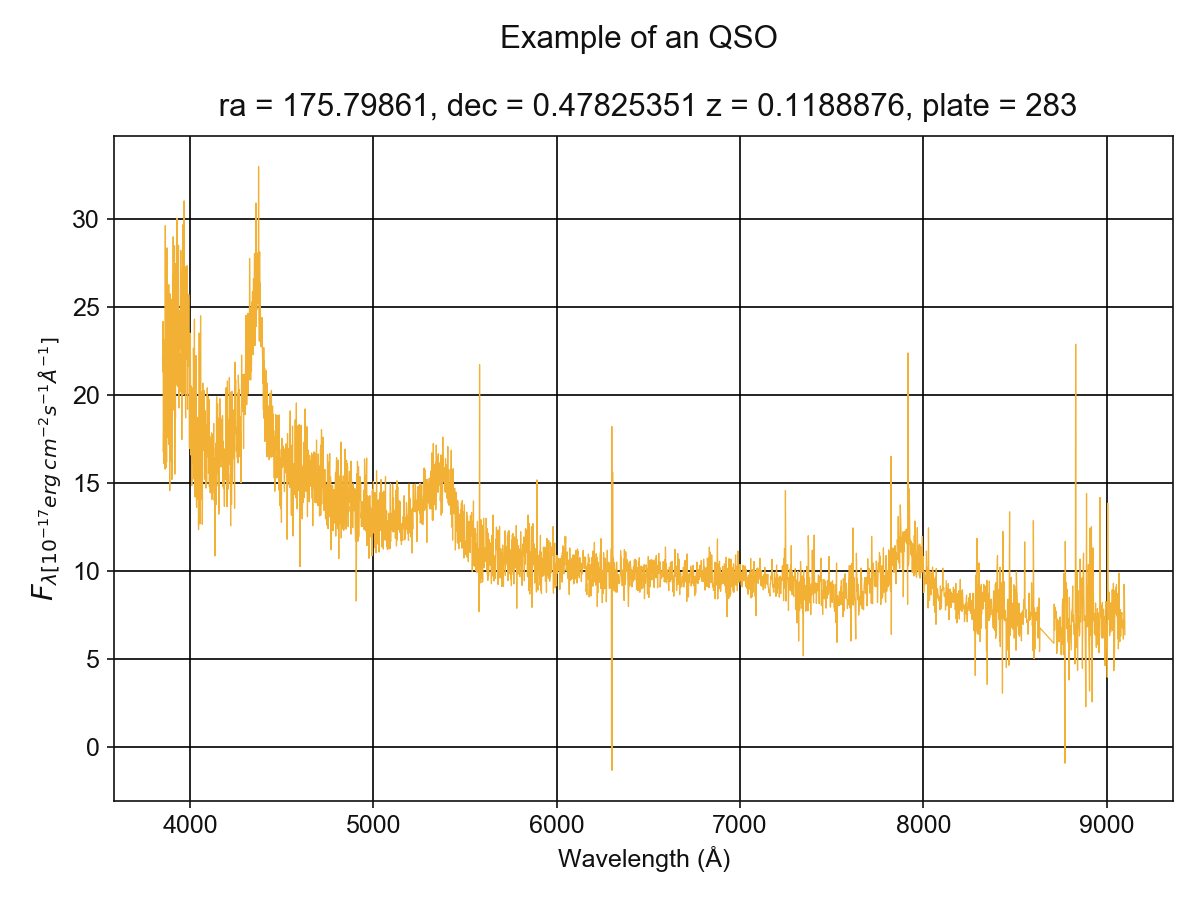 Example of an QSO
ra = 175.79861, dec = 0.47825351 z = 0.1188876, plate = 283
30
25
20
15
10
5
0
F_{λ[10^{-17}erg cm^{-2}s^{-1}Å^{-1}]}
4000 5000 6000 7000 8000 9000
Wavelength (Å)